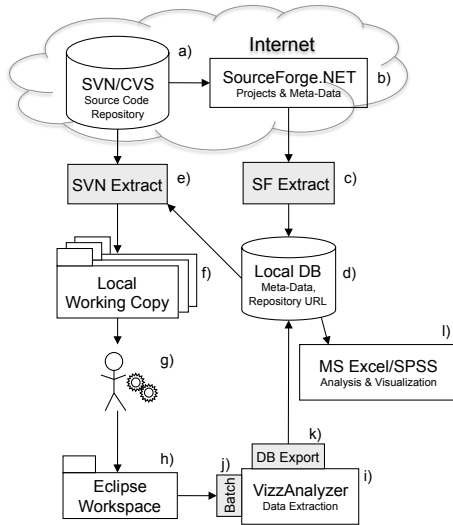 Internet
a)
SVN/CVS
Source Code
Repository
SourceForge.NET
Projects & Meta-Data
b)
SVN Extract
e)
SF Extract
c)
Local
Working Copy
f)
Local DB
Meta-Data,
Repository URL
d)
l)
MS Excel/SPSS
Analysis & Visualization
g)
k)
DB Export
h)
Eclipse
Workspace
j)
Batch
VizzAnalyzer
Data Extraction
i)